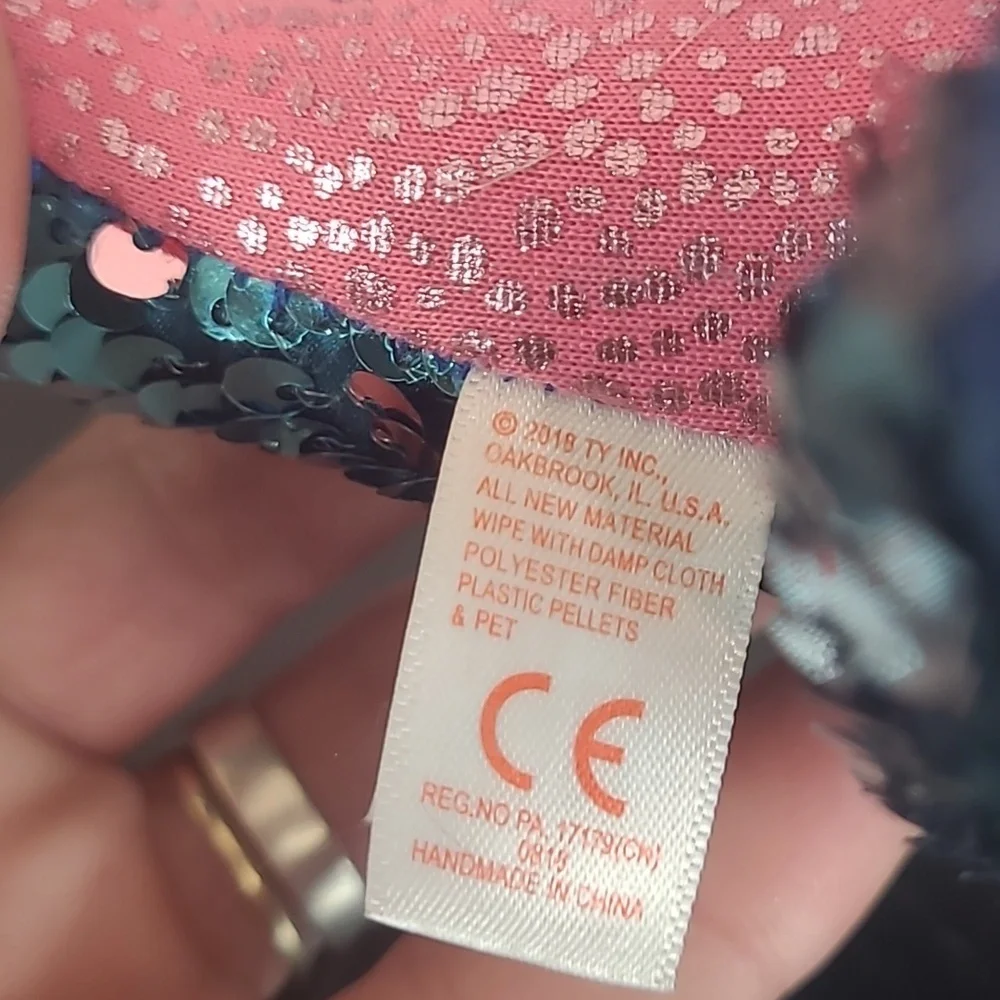 © 2018 TY INC.,
OAKBROOK, IL. U.S.A.
ALL NEW MATERIAL
WIPE WITH DAMP CLOTH
POLYESTER FIBER
PLASTIC PELLETS
& PET
CE
REG.NO PA. 17179(CN)
HANDMADE IN CHINA